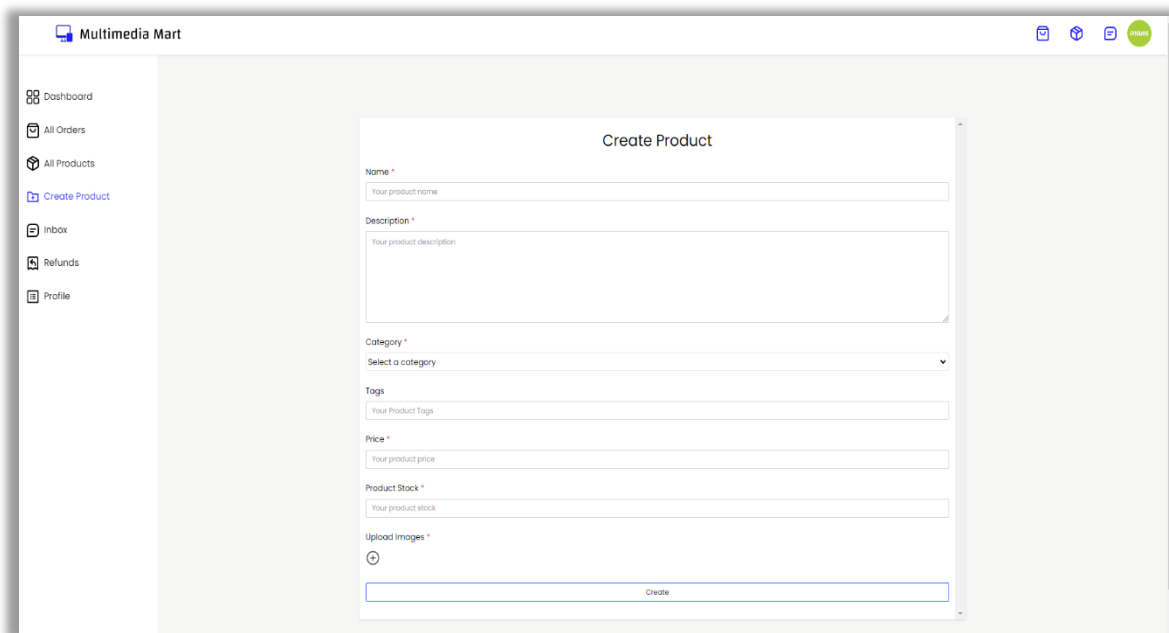 Multimedia Mart
RYANS
Dashboard
All Orders
All Products
Create Product
Inbox
Refunds
Profile
Create Product
Name *
Your product name
Description *
Your product description
Category *
Select a category
Tags
Your Product Tags
Price *
Your product price
Product Stock *
Your product stock
Upload Images *
Create